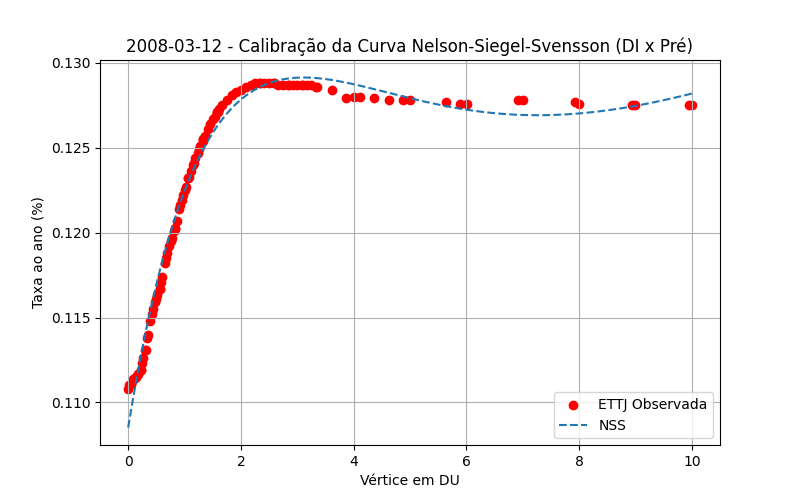 2008-03-12 - Calibração da Curva Nelson-Siegel-Svensson (DI x Pré)
0.130
0.125
0.120
0.115
0.110
Taxa ao ano (%)
ETTJ Observada
NSS
0 2 4 6 8 10
Vértice em DU